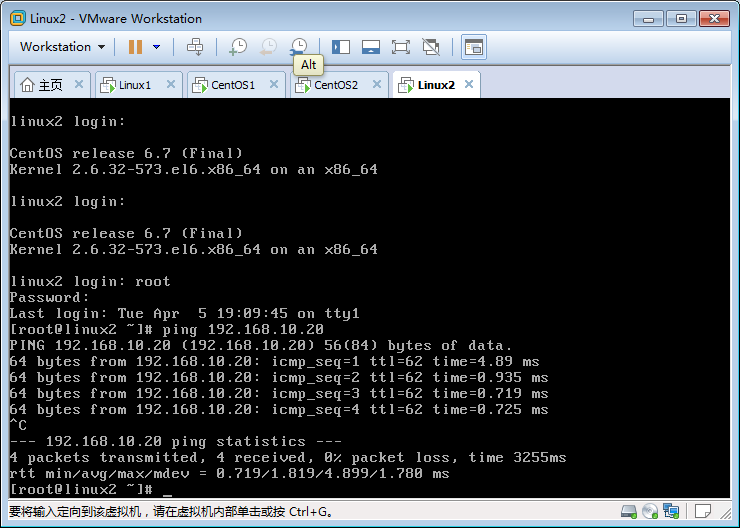 Linux2 - VMware Workstation
Workstation
Alt
主页 Linux1 CentOS1 CentOS2 Linux2
linux2 login:
CentOS release 6.7 (Final)
Kernel 2.6.32-573.el6.x86_64 on an x86_64
linux2 login:
CentOS release 6.7 (Final)
Kernel 2.6.32-573.el6.x86_64 on an x86_64
linux2 login: root
Password:
Last login: Tue Apr  5 19:09:45 on tty1
[root@linux2 ~]# ping 192.168.10.20
PING 192.168.10.20 (192.168.10.20) 56(84) bytes of data.
64 bytes from 192.168.10.20: icmp_seq=1 ttl=62 time=4.89 ms
64 bytes from 192.168.10.20: icmp_seq=2 ttl=62 time=0.935 ms
64 bytes from 192.168.10.20: icmp_seq=3 ttl=62 time=0.719 ms
64 bytes from 192.168.10.20: icmp_seq=4 ttl=62 time=0.725 ms
^C
--- 192.168.10.20 ping statistics ---
4 packets transmitted, 4 received, 0% packet loss, time 3255ms
rtt min/avg/max/mdev = 0.719/1.819/4.899/1.780 ms
[root@linux2 ~]# _
要将输入定向到该虚拟机，请在虚拟机内部单击或按 Ctrl+G。